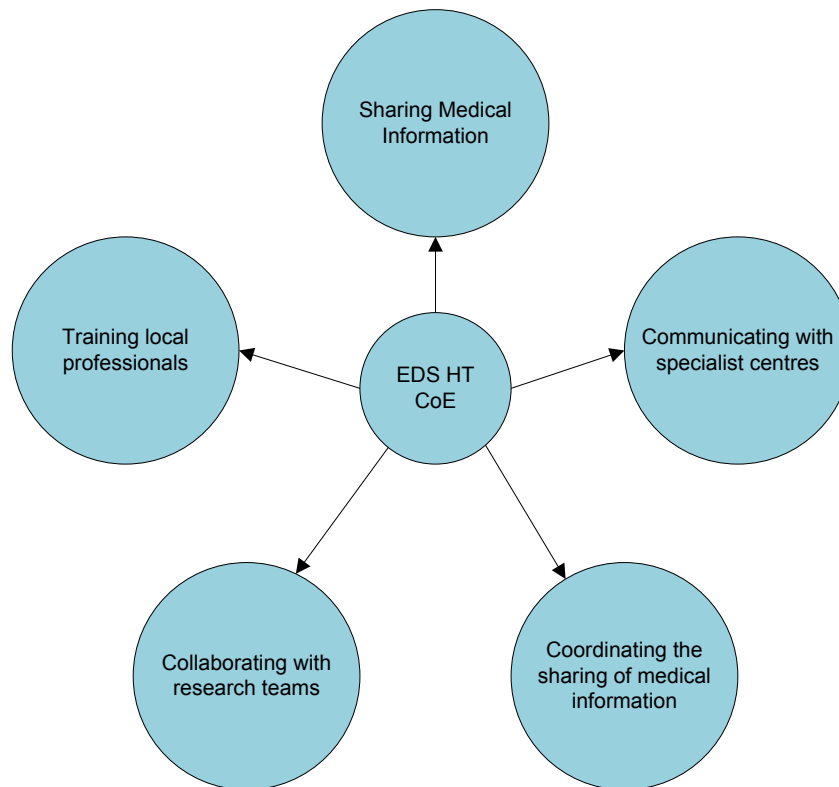 Sharing Medical
Information
Training local
professionals
EDS HT
CoE
Communicating with
specialist centres
Collaborating with
research teams
Coordinating the
sharing of medical
information